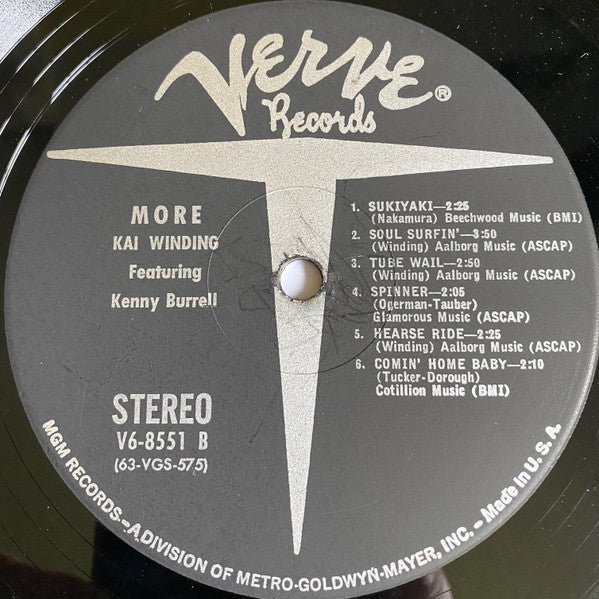 VERVE®
Records
MORE
KAI WINDING
Featuring
Kenny Burrell
STEREO
V6-8551 B
(63-VGS-575)
1. SUKIYAKI—2:25
(Nakamura) Beechwood Music (BMI)
2. SOUL SURFIN'—3:50
(Winding) Aalborg Music (ASCAP)
3. TUBE WAIL—2:50
(Winding) Aalborg Music (ASCAP)
4. SPINNER—2:05
(Ogerman-Tauber)
Glamorous Music (ASCAP)
5. HEARSE RIDE—2:25
(Winding) Aalborg Music (ASCAP)
6. COMIN' HOME BABY—2:10
(Tucker-Dorough)
Cotillion Music (BMI)
MGM RECORDS–A DIVISION OF METRO-GOLDWYN-MAYER, INC. – Made in U. S. A.